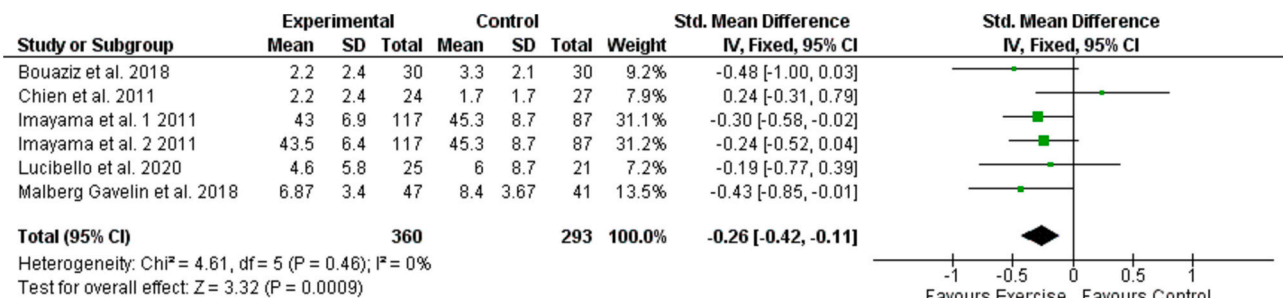 Experimental Control Std. Mean Difference Std. Mean Difference
Study or Subgroup Mean SD Total Mean SD Total Weight IV, Fixed, 95% CI IV, Fixed, 95% CI
Bouaziz et al. 2018 2.2 2.4 30 3.3 2.1 30 9.2% -0.48 [-1.00, 0.03]
Chien et al. 2011 2.2 2.4 24 1.7 1.7 27 7.9% 0.24 [-0.31, 0.79]
Imayama et al. 1 2011 43 6.9 117 45.3 8.7 87 31.1% -0.30 [-0.58, -0.02]
Imayama et al. 2 2011 43.5 6.4 117 45.3 8.7 87 31.2% -0.24 [-0.52, 0.04]
Lucibello et al. 2020 4.6 5.8 25 6 8.7 21 7.2% -0.19 [-0.77, 0.39]
Malberg Gavelin et al. 2018 6.87 3.4 47 8.4 3.67 41 13.5% -0.43 [-0.85, -0.01]
Total (95% CI) 360 293 100.0% -0.26 [-0.42, -0.11]
Heterogeneity: Chi² = 4.61, df = 5 (P = 0.46); I² = 0%
Test for overall effect: Z = 3.32 (P = 0.0009)
-1 -0.5 0 0.5 1
Favours Exercise Favours Control